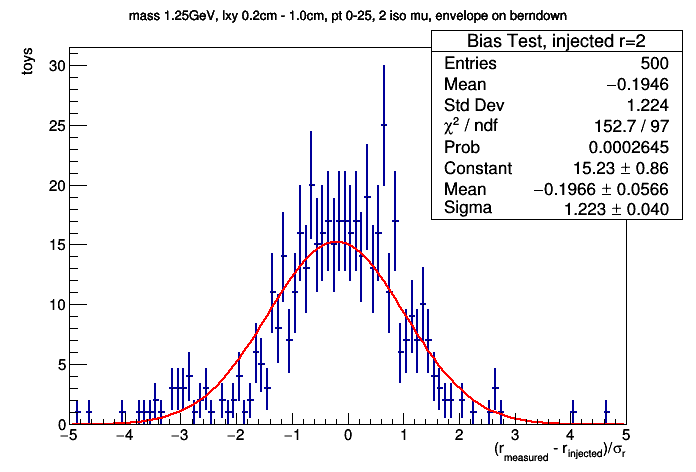 mass 1.25GeV, lxy 0.2cm - 1.0cm, pt 0-25, 2 iso mu, envelope on berndown
Bias Test, injected r=2
Entries 500
Mean −0.1946
Std Dev 1.224
χ² / ndf 152.7 / 97
Prob 0.0002645
Constant 15.23 ± 0.86
Mean −0.1966 ± 0.0566
Sigma 1.223 ± 0.040
toys
30
25
20
15
10
5
0
−5 −4 −3 −2 −1 0 1 2 3 4 5
(r_measured - r_injected)/σ_r